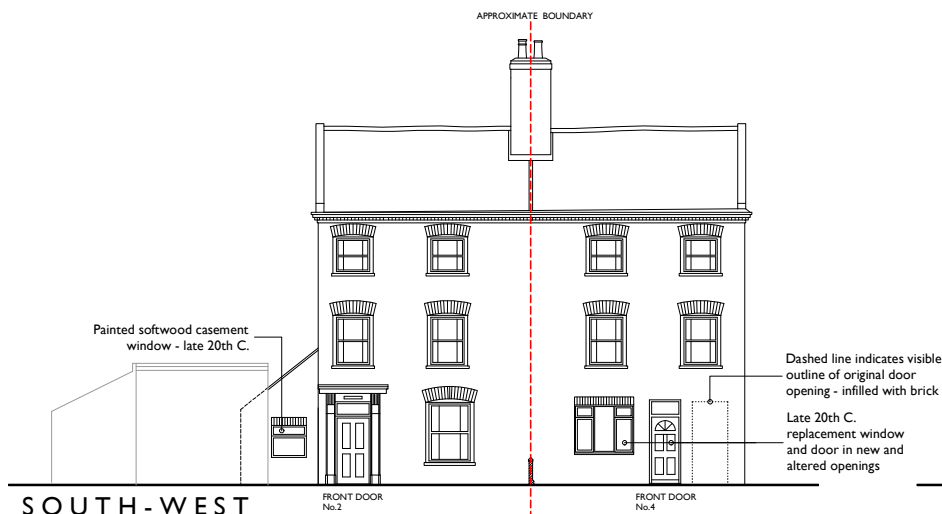 APPROXIMATE BOUNDARY
Painted softwood casement
window - late 20th C.
Dashed line indicates visible
outline of original door
opening - infilled with brick
Late 20th C.
replacement window
and door in new and
altered openings
FRONT DOOR
No.2
FRONT DOOR
No.4
SOUTH-WEST